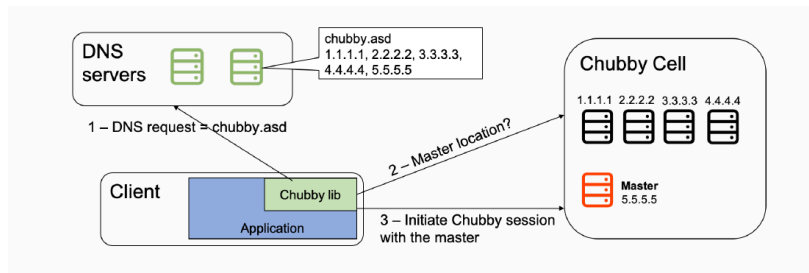 DNS
servers
chubby.asd
1.1.1.1, 2.2.2.2, 3.3.3.3,
4.4.4.4, 5.5.5.5
1 – DNS request = chubby.asd
2 – Master location?
Client
Chubby lib
Application
3 – Initiate Chubby session
with the master
Chubby Cell
1.1.1.1 2.2.2.2 3.3.3.3 4.4.4.4
Master
5.5.5.5